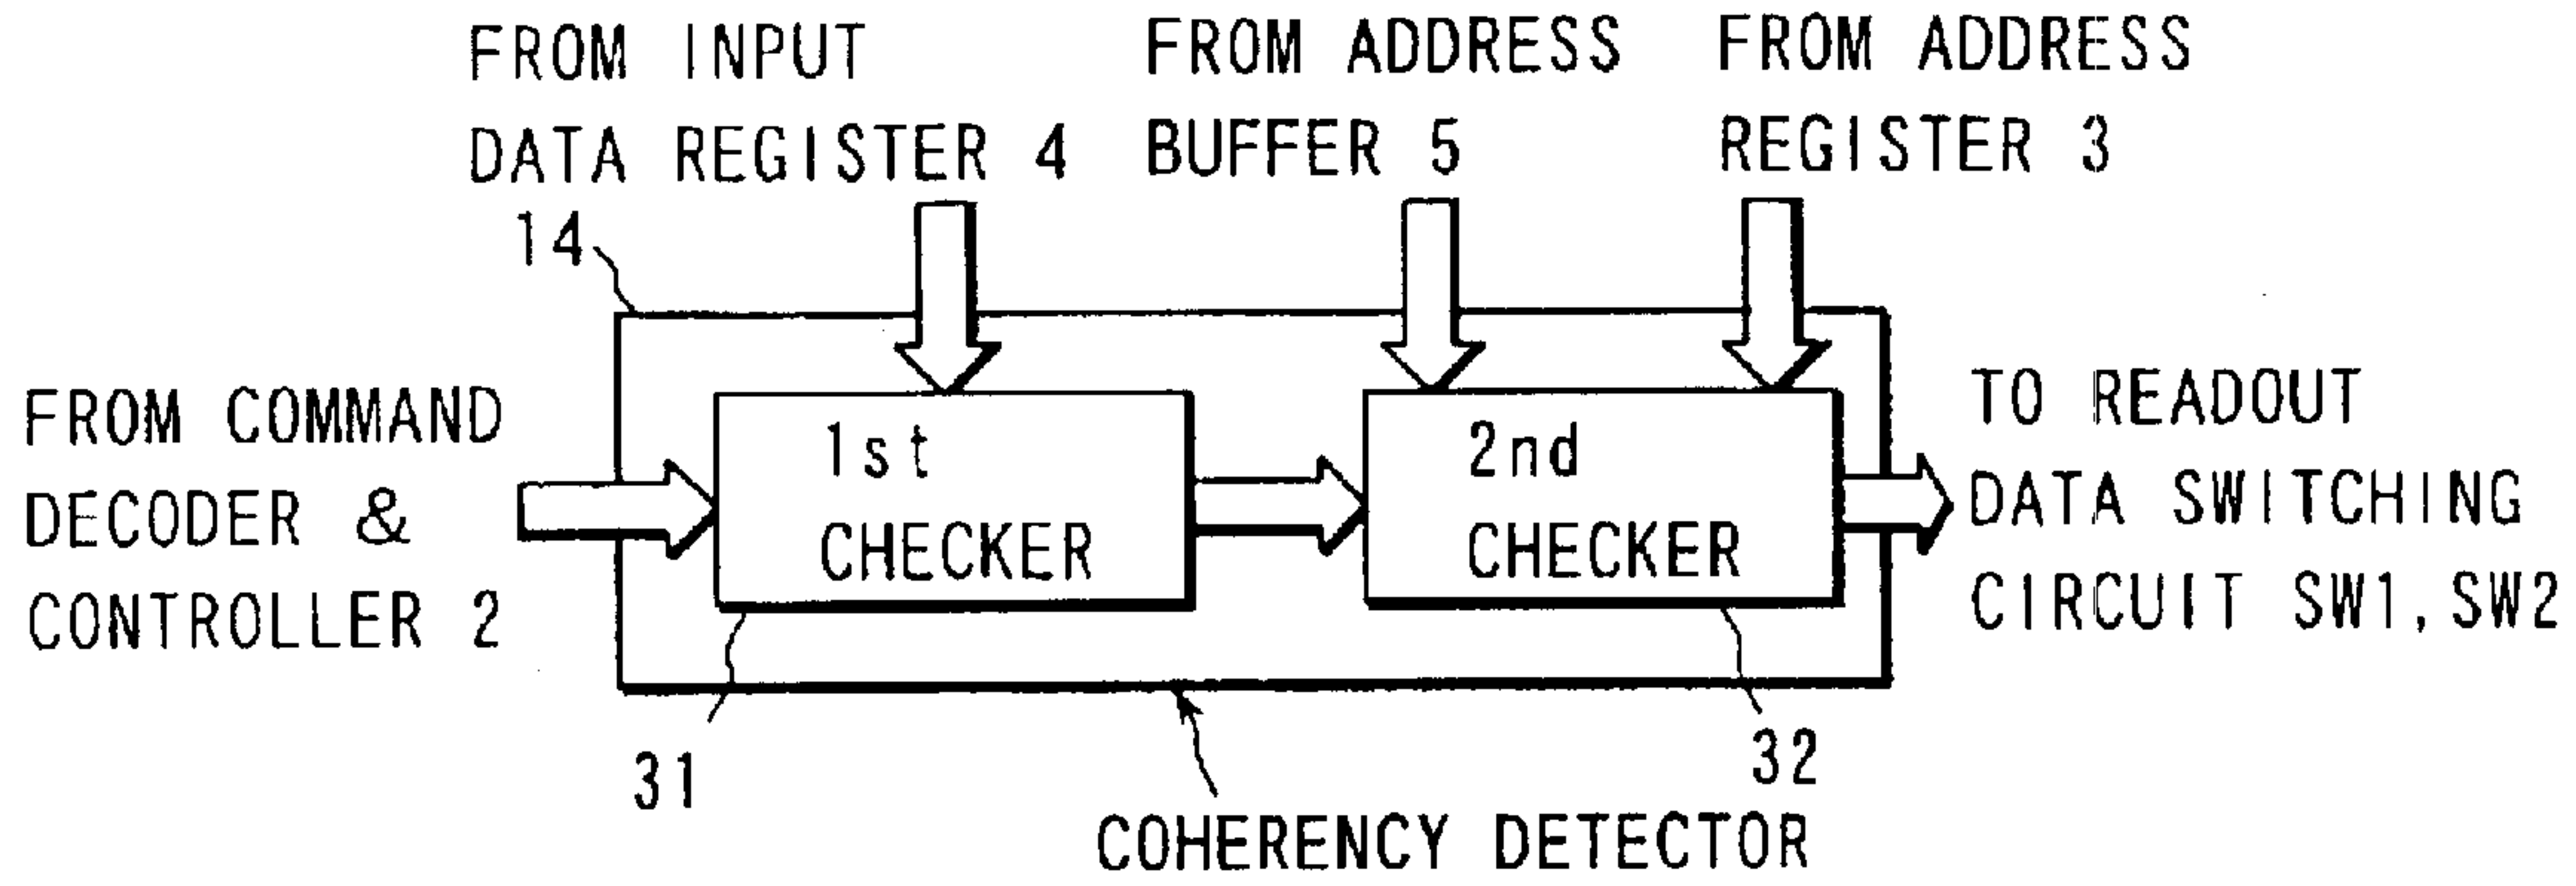 FROM INPUT
DATA REGISTER 4
FROM ADDRESS
BUFFER 5
FROM ADDRESS
REGISTER 3
14
FROM COMMAND
DECODER &
CONTROLLER 2
1st
CHECKER
2nd
CHECKER
TO READOUT
DATA SWITCHING
CIRCUIT SW1,SW2
31
32
COHERENCY DETECTOR